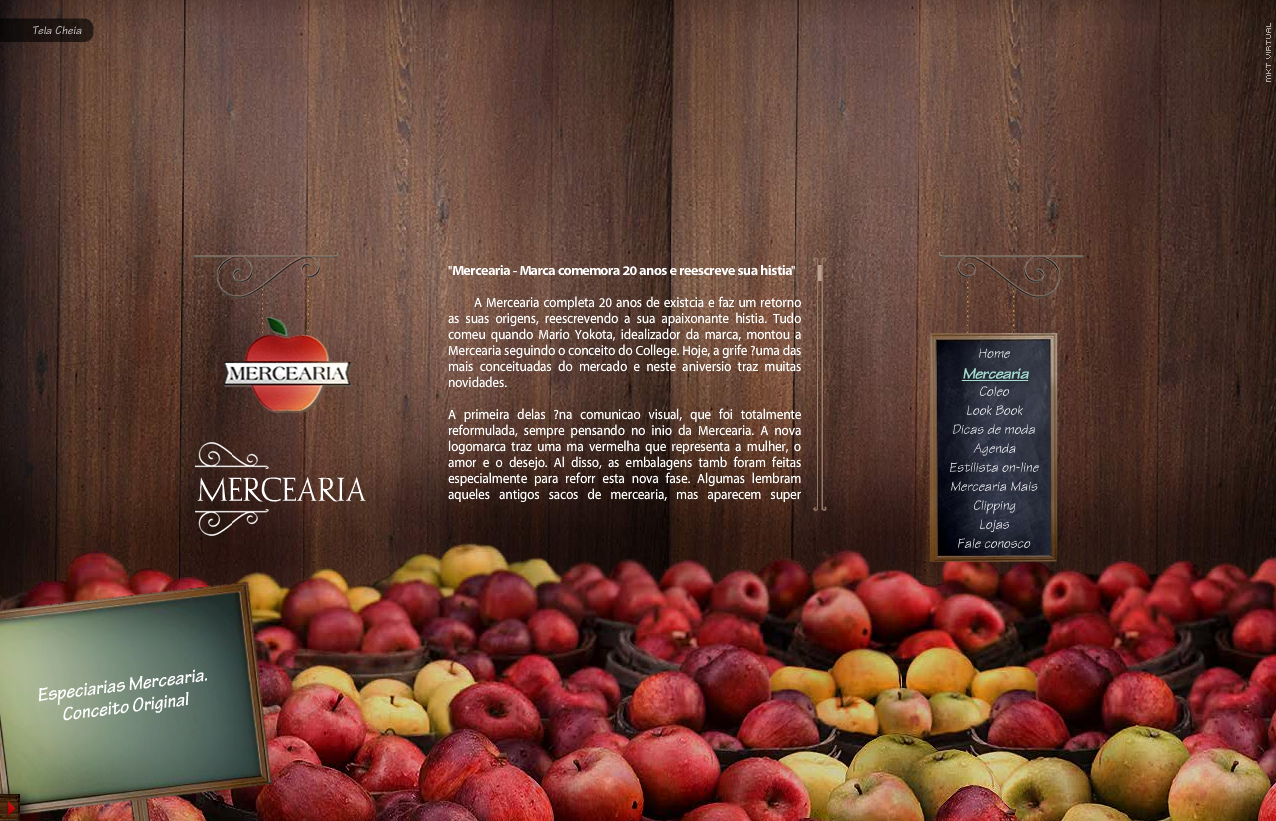 Tela Cheia
MKT VIRTUAL
MERCEARIA
MERCEARIA
"Mercearia - Marca comemora 20 anos e reescreve sua histia"
A Mercearia completa 20 anos de existcia e faz um retorno
as suas origens, reescrevendo a sua apaixonante histia. Tudo
comeu quando Mario Yokota, idealizador da marca, montou a
Mercearia seguindo o conceito do College. Hoje, a grife ?uma das
mais conceituadas do mercado e neste aniversio traz muitas
novidades.
A primeira delas ?na comunicao visual, que foi totalmente
reformulada, sempre pensando no inio da Mercearia. A nova
logomarca traz uma ma vermelha que representa a mulher, o
amor e o desejo. Al disso, as embalagens tamb foram feitas
especialmente para reforr esta nova fase. Algumas lembram
aqueles antigos sacos de mercearia, mas aparecem super
Home
Mercearia
Coleo
Look Book
Dicas de moda
Agenda
Estilista on-line
Mercearia Mais
Clipping
Lojas
Fale conosco
Especiarias Mercearia.
Conceito Original